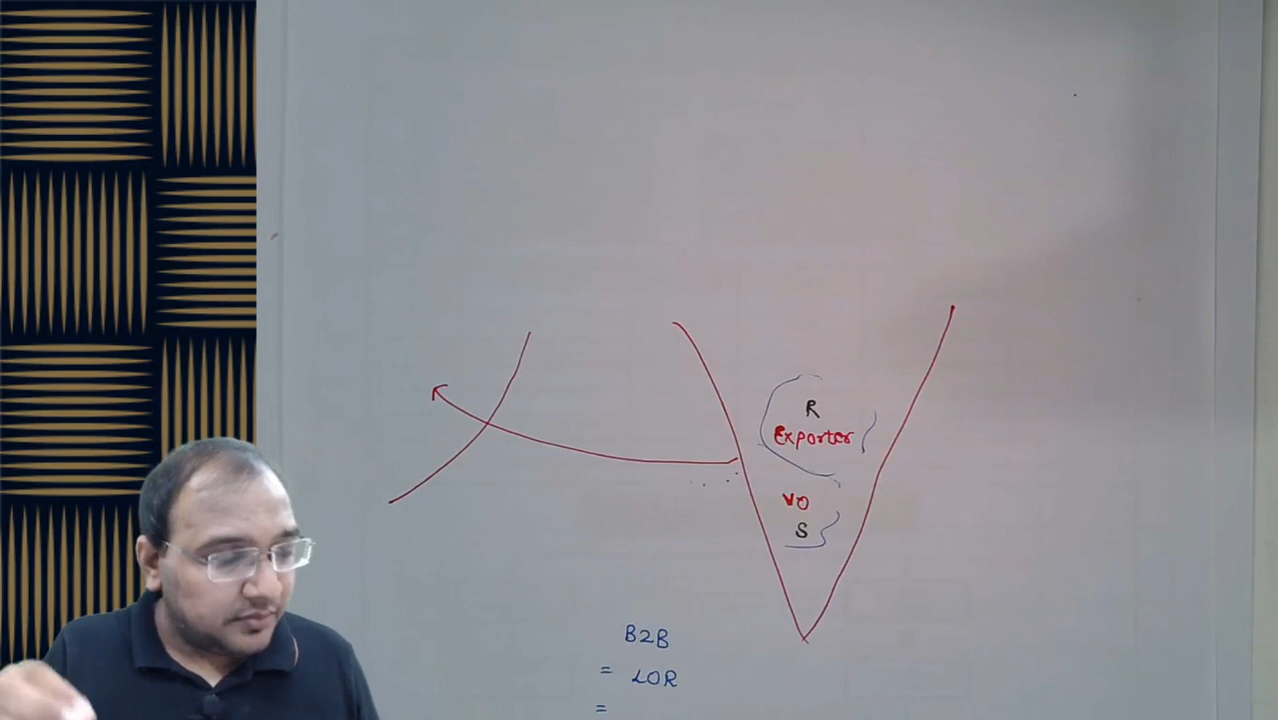 R
Exporter
VO
S
B2B
= LOR
=